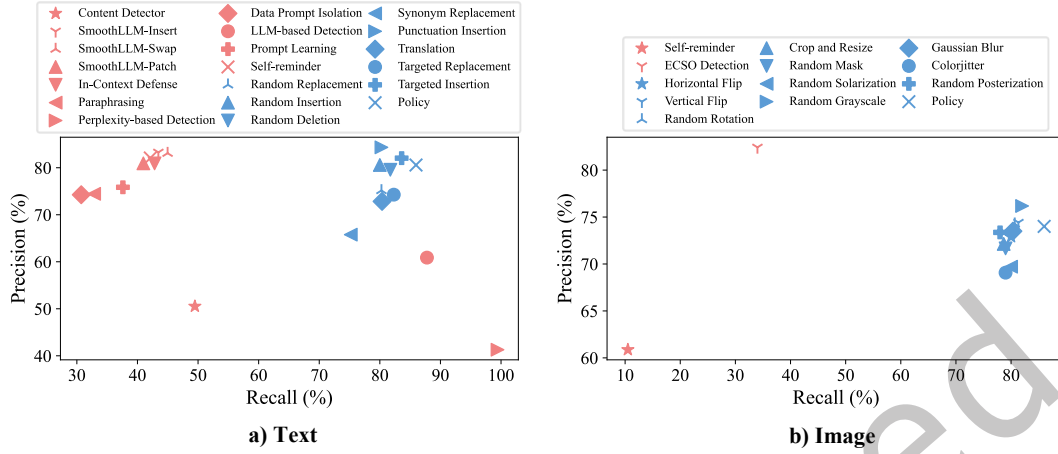 Content Detector
SmoothLLM-Insert
SmoothLLM-Swap
SmoothLLM-Patch
In-Context Defense
Paraphrasing
Perplexity-based Detection
Data Prompt Isolation
LLM-based Detection
Prompt Learning
Self-reminder
Random Replacement
Random Insertion
Random Deletion
Synonym Replacement
Punctuation Insertion
Translation
Targeted Replacement
Targeted Insertion
Policy
Precision (%)
80
70
60
50
40
30 40 50 60 70 80 90 100
Recall (%)
a) Text
Self-reminder
ECSO Detection
Horizontal Flip
Vertical Flip
Random Rotation
Crop and Resize
Random Mask
Random Solarization
Random Grayscale
Gaussian Blur
Colorjitter
Random Posterization
Policy
Precision (%)
80
75
70
65
60
10 20 30 40 50 60 70 80
Recall (%)
b) Image